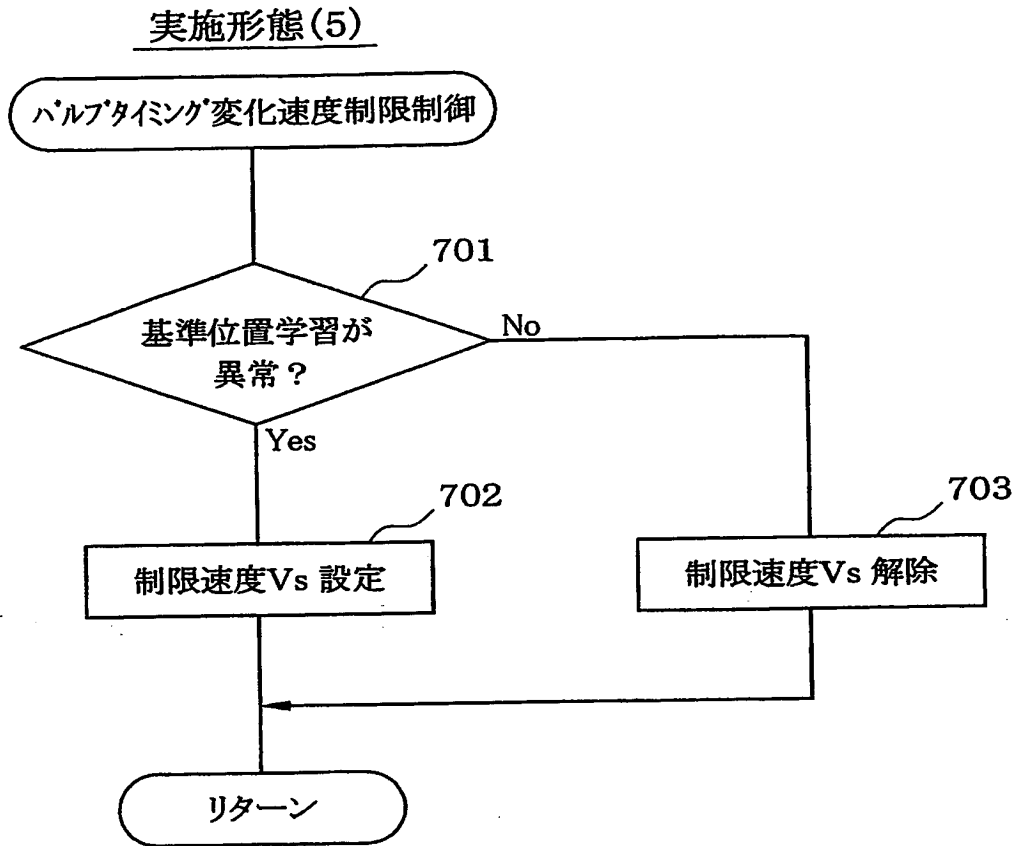 実施形態(5)
バルブタイミング変化速度制限制御
701
基準位置学習が
異常?
No
Yes
702
703
制限速度Vs 設定
制限速度Vs 解除
リターン